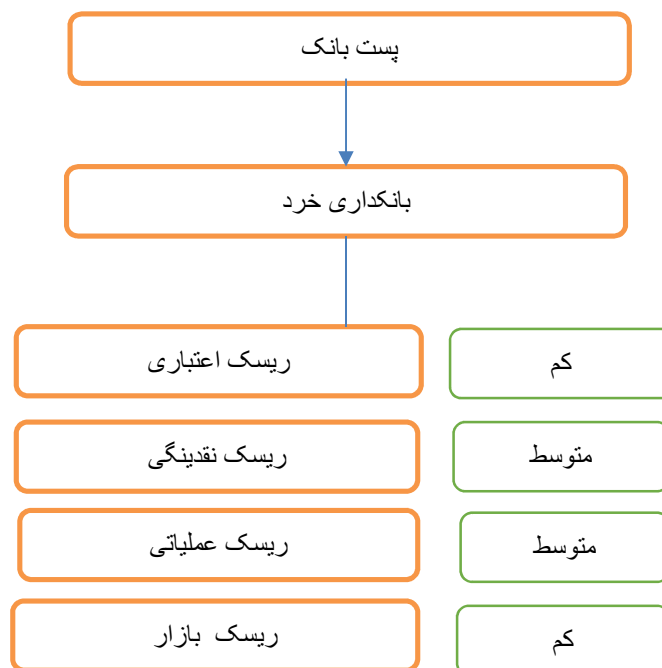 پست بانک
بانکداری خرد
ریسک اعتباری
کم
ریسک نقدینگی
متوسط
ریسک عملیاتی
متوسط
ریسک بازار
کم